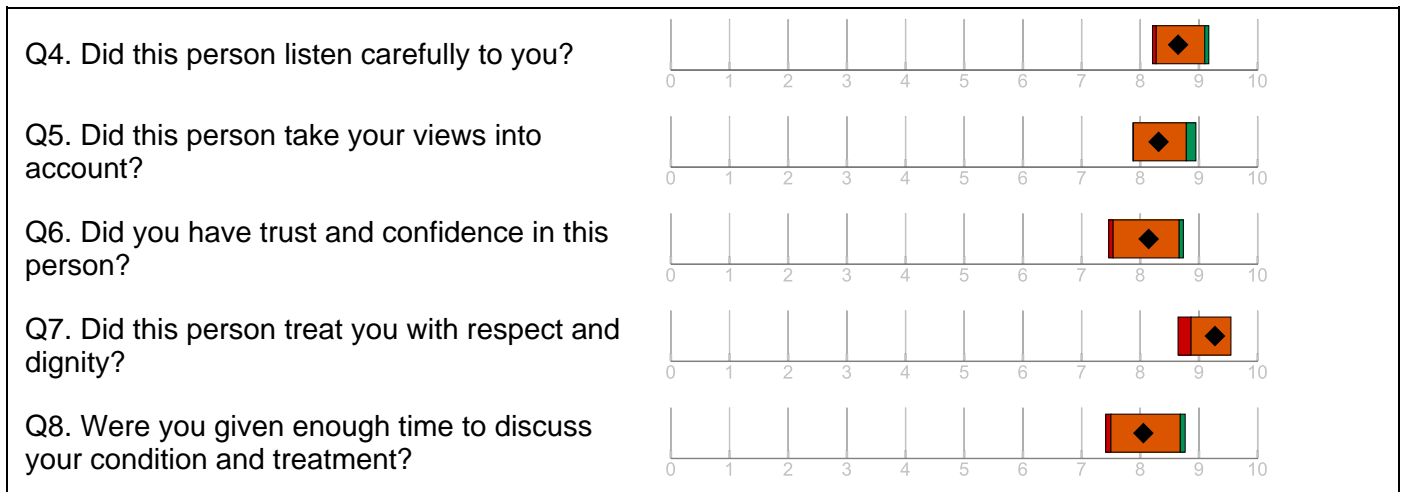 Q4. Did this person listen carefully to you?
0 1 2 3 4 5 6 7 8 9 10
Q5. Did this person take your views into
account?
0 1 2 3 4 5 6 7 8 9 10
Q6. Did you have trust and confidence in this
person?
0 1 2 3 4 5 6 7 8 9 10
Q7. Did this person treat you with respect and
dignity?
0 1 2 3 4 5 6 7 8 9 10
Q8. Were you given enough time to discuss
your condition and treatment?
0 1 2 3 4 5 6 7 8 9 10